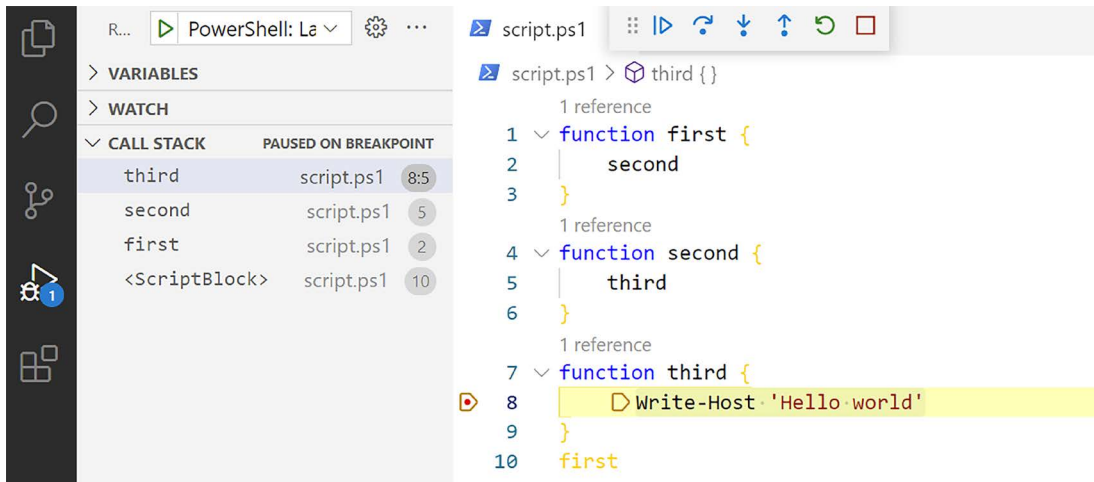 R... PowerShell: La ...
script.ps1
VARIABLES
WATCH
CALL STACK PAUSED ON BREAKPOINT
third script.ps1 8:5
second script.ps1 5
first script.ps1 2
<ScriptBlock> script.ps1 10
1
script.ps1 > third { }
1 reference
1 function first {
2 second
3 }
1 reference
4 function second {
5 third
6 }
1 reference
7 function third {
8 Write-Host 'Hello world'
9 }
10 first